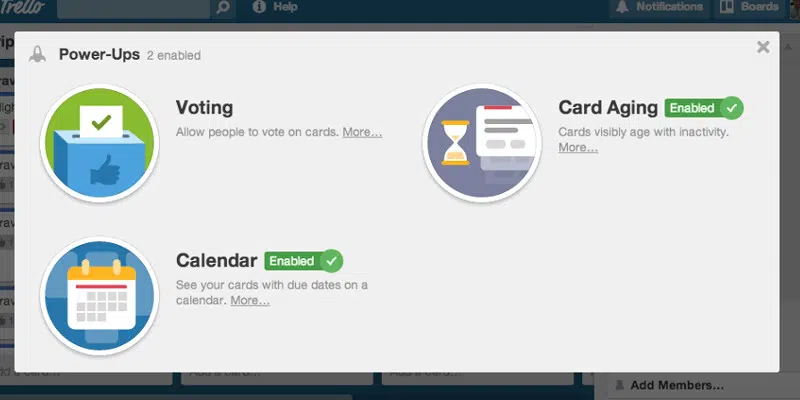 Trello
Help
Notifications
Boards
Power-Ups 2 enabled
Voting
Allow people to vote on cards. More...
Card Aging Enabled
Cards visibly age with inactivity.
More...
Calendar Enabled
See your cards with due dates on a
calendar. More...
Add Members...